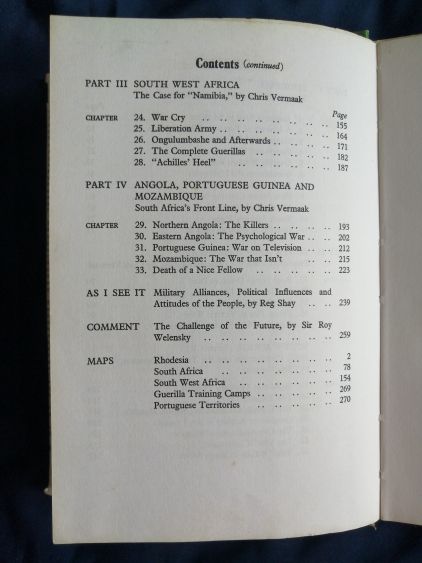 Contents (continued)
PART III SOUTH WEST AFRICA
The Case for "Namibia," by Chris Vermaak
Page
CHAPTER 24. War Cry .. .. .. .. .. .. .. 155
25. Liberation Army .. .. .. .. .. .. 164
26. Ongulumbashe and Afterwards .. .. .. .. 171
27. The Complete Guerillas .. .. .. .. .. 182
28. "Achilles' Heel" .. .. .. .. .. .. 187
PART IV ANGOLA, PORTUGUESE GUINEA AND
MOZAMBIQUE
South Africa's Front Line, by Chris Vermaak
CHAPTER 29. Northern Angola: The Killers .. .. .. .. 193
30. Eastern Angola: The Psychological War .. .. 202
31. Portuguese Guinea: War on Television .. .. 212
32. Mozambique: The War that Isn't .. .. .. 215
33. Death of a Nice Fellow .. .. .. .. .. 223
AS I SEE IT Military Alliances, Political Influences and
Attitudes of the People, by Reg Shay .. .. 239
COMMENT The Challenge of the Future, by Sir Roy
Welensky .. .. .. .. .. .. .. 259
MAPS Rhodesia .. .. .. .. .. .. .. 2
South Africa .. .. .. .. .. .. 78
South West Africa .. .. .. .. .. 154
Guerilla Training Camps .. .. .. .. .. 269
Portuguese Territories .. .. .. .. .. 270